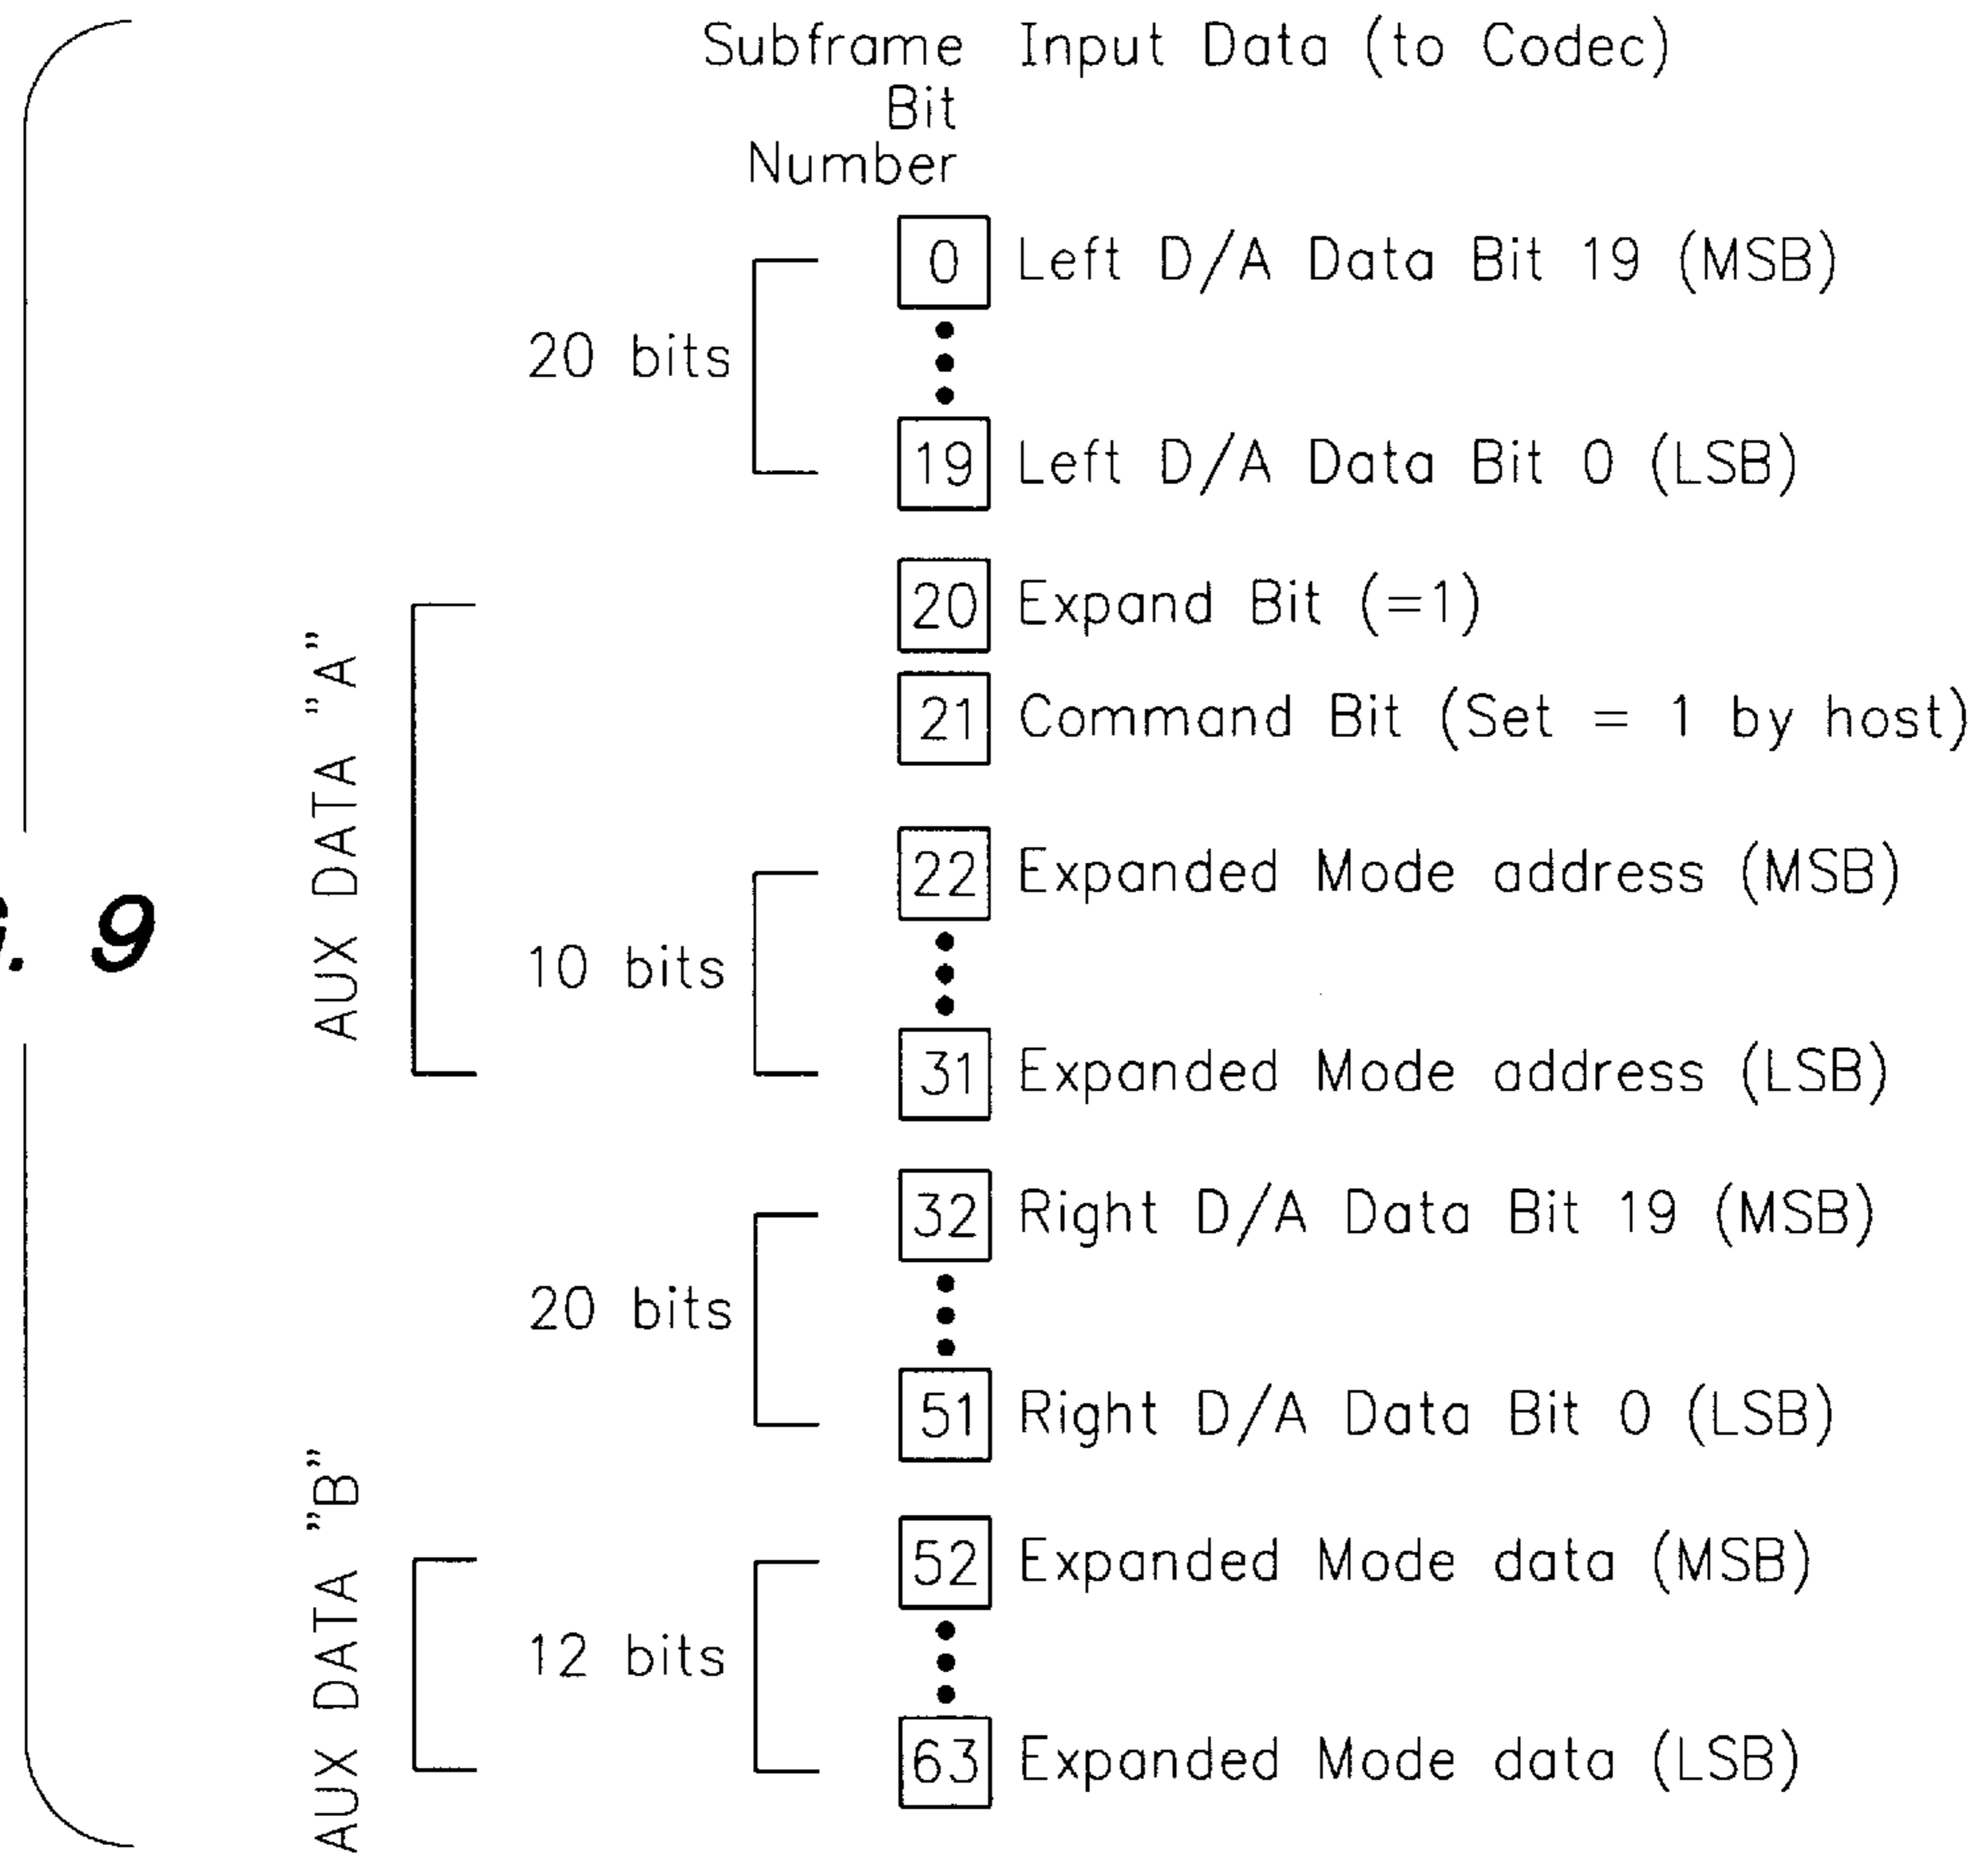 Subframe Input Data (to Codec)
Bit
Number
0 Left D/A Data Bit 19 (MSB)
20 bits
19 Left D/A Data Bit 0 (LSB)
20 Expand Bit (=1)
21 Command Bit (Set = 1 by host)
AUX DATA "A"
22 Expanded Mode address (MSB)
9
10 bits
31 Expanded Mode address (LSB)
32 Right D/A Data Bit 19 (MSB)
20 bits
51 Right D/A Data Bit 0 (LSB)
AUX DATA "B"
52 Expanded Mode data (MSB)
12 bits
63 Expanded Mode data (LSB)